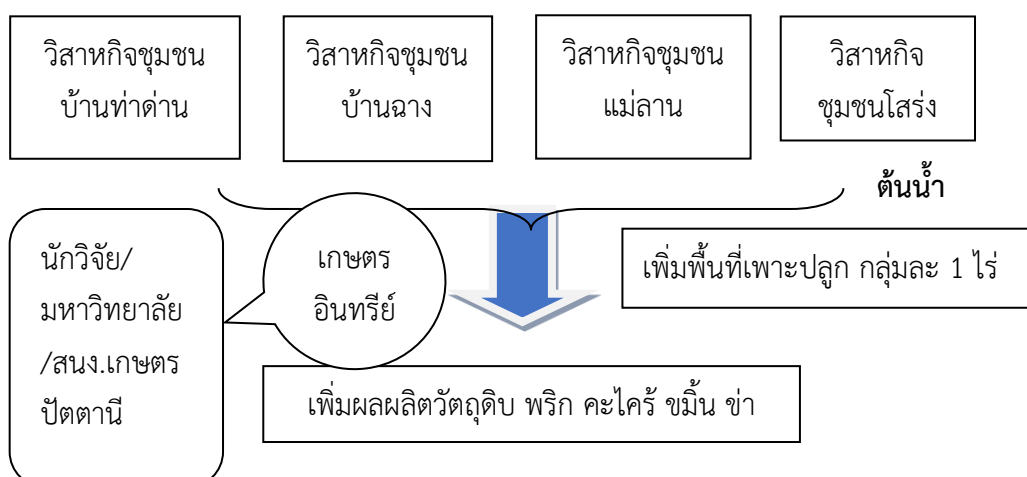 วิสาหกิจชุมชน
บ้านท่าด่าน
วิสาหกิจชุมชน
บ้านฉาง
วิสาหกิจชุมชน
แม่ลาน
วิสาหกิจ
ชุมชนโสร่ง
ต้นน้ำ
นักวิจัย/
มหาวิทยาลัย
/สนง.เกษตร
ปัตตานี
เกษตร
อินทรีย์
เพิ่มพื้นที่เพาะปลูก กลุ่มละ 1 ไร่
เพิ่มผลผลิตวัตถุดิบ พริก คะไคร้ ขมิ้น ข่า